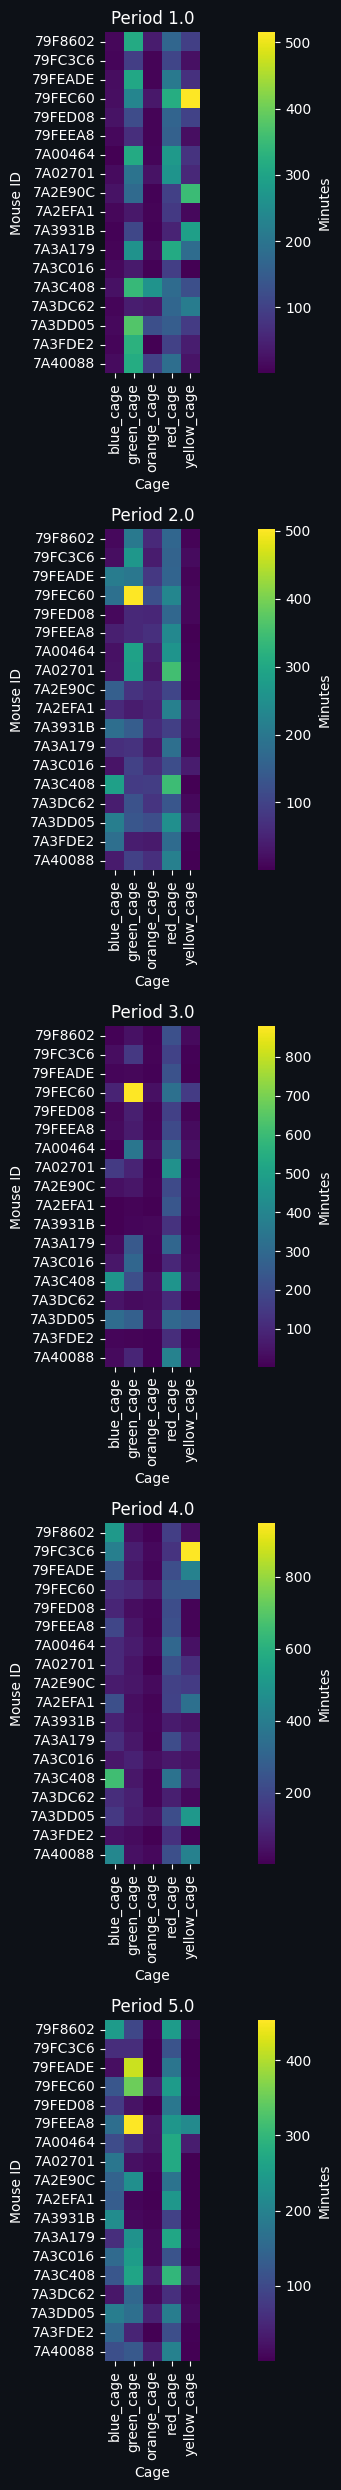 Period 1.0
79F8602
79FC3C6
79FEADE
79FEC60
79FED08
79FEEA8
7A00464
7A02701
7A2E90C
7A2EFA1
7A3931B
7A3A179
7A3C016
7A3C408
7A3DC62
7A3DD05
7A3FDE2
7A40088
Mouse ID
blue_cage
green_cage
orange_cage
red_cage
yellow_cage
Cage
500
400
300
200
100
Minutes
Period 2.0
79F8602
79FC3C6
79FEADE
79FEC60
79FED08
79FEEA8
7A00464
7A02701
7A2E90C
7A2EFA1
7A3931B
7A3A179
7A3C016
7A3C408
7A3DC62
7A3DD05
7A3FDE2
7A40088
Mouse ID
blue_cage
green_cage
orange_cage
red_cage
yellow_cage
Cage
500
400
300
200
100
Minutes
Period 3.0
79F8602
79FC3C6
79FEADE
79FEC60
79FED08
79FEEA8
7A00464
7A02701
7A2E90C
7A2EFA1
7A3931B
7A3A179
7A3C016
7A3C408
7A3DC62
7A3DD05
7A3FDE2
7A40088
Mouse ID
blue_cage
green_cage
orange_cage
red_cage
yellow_cage
Cage
800
700
600
500
400
300
200
100
Minutes
Period 4.0
79F8602
79FC3C6
79FEADE
79FEC60
79FED08
79FEEA8
7A00464
7A02701
7A2E90C
7A2EFA1
7A3931B
7A3A179
7A3C016
7A3C408
7A3DC62
7A3DD05
7A3FDE2
7A40088
Mouse ID
blue_cage
green_cage
orange_cage
red_cage
yellow_cage
Cage
800
600
400
200
Minutes
Period 5.0
79F8602
79FC3C6
79FEADE
79FEC60
79FED08
79FEEA8
7A00464
7A02701
7A2E90C
7A2EFA1
7A3931B
7A3A179
7A3C016
7A3C408
7A3DC62
7A3DD05
7A3FDE2
7A40088
Mouse ID
blue_cage
green_cage
orange_cage
red_cage
yellow_cage
Cage
400
300
200
100
Minutes